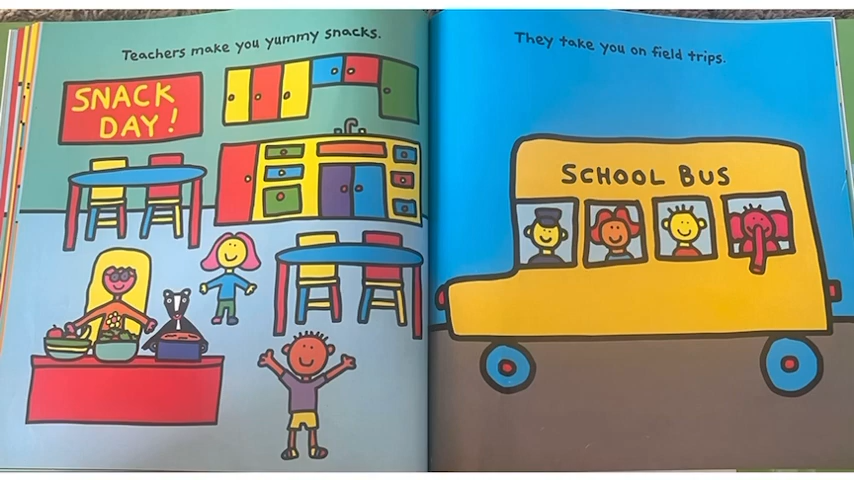 Teachers make you yummy snacks.
SNACK
DAY!
They take you on field trips.
SCHOOL BUS